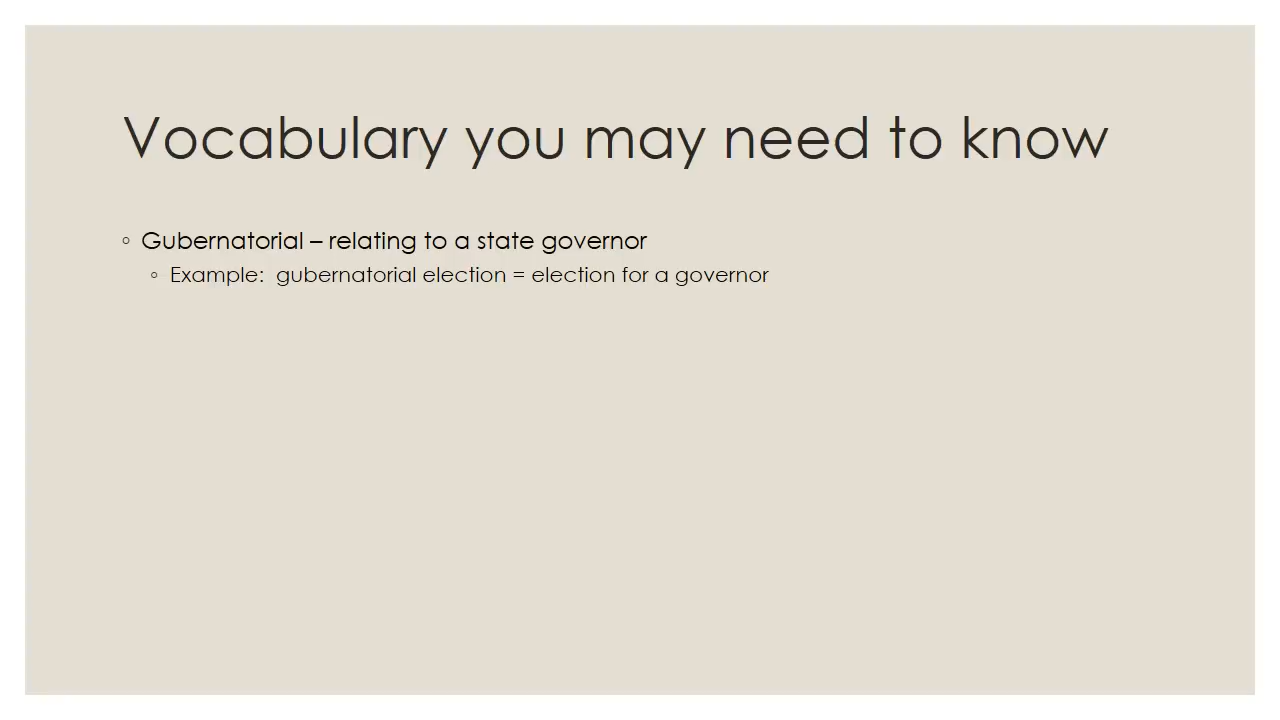 Vocabulary you may need to know
◦ Gubernatorial – relating to a state governor
◦ Example:  gubernatorial election = election for a governor